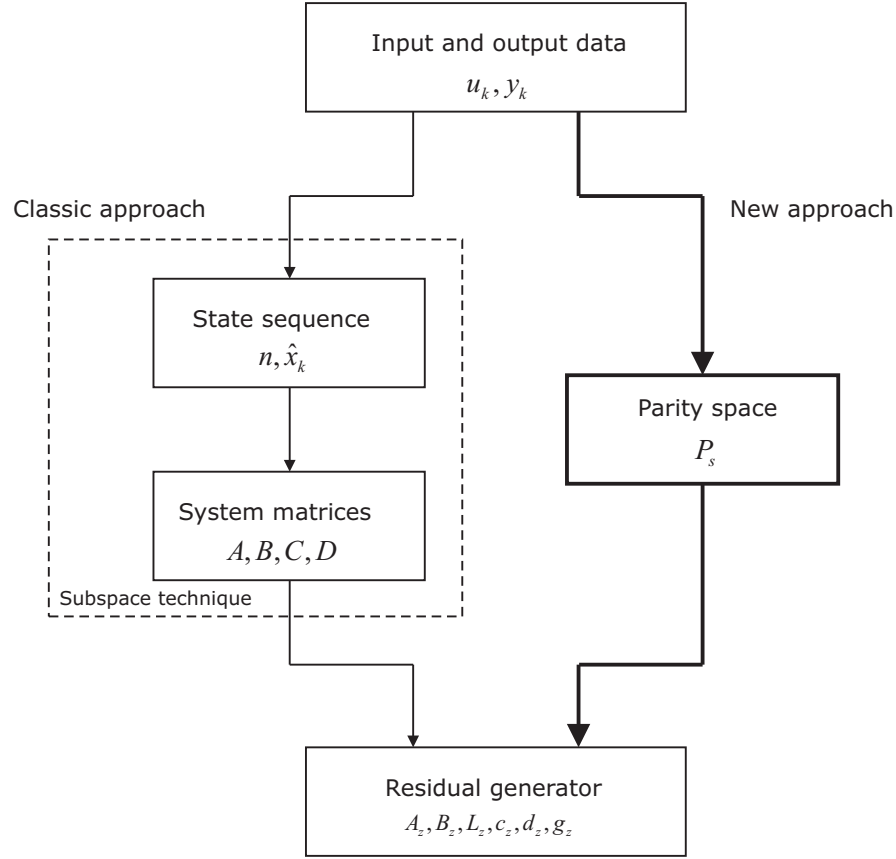 Input and output data
u_k, y_k
Classic approach
New approach
State sequence
n, x̂_k
Parity space
P_s
System matrices
A, B, C, D
Subspace technique
Residual generator
A_z, B_z, L_z, c_z, d_z, g_z